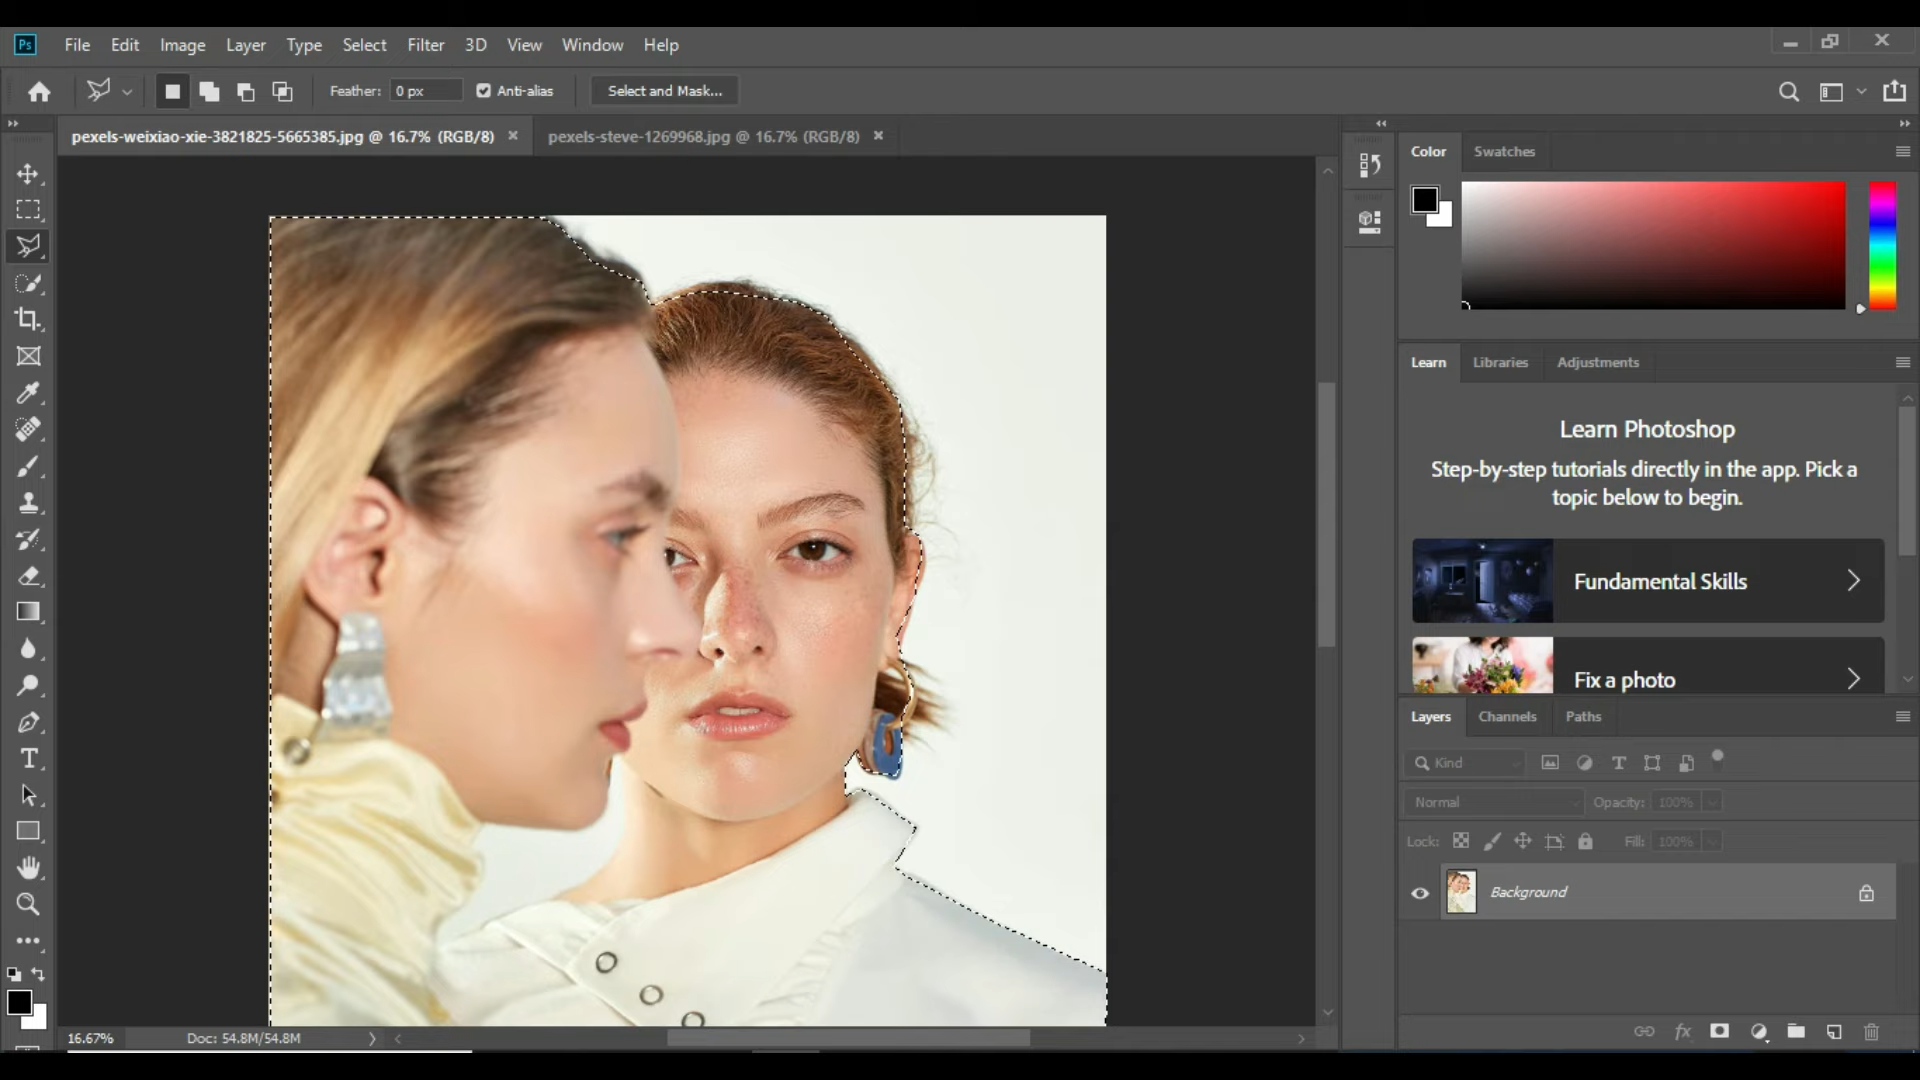 Ps File Edit Image Layer Type Select Filter 3D View Window Help
Feather: 0 px Anti-alias Select and Mask...
pexels-weixiao-xie-3821825-5665385.jpg @ 16.7% (RGB/8) pexels-steve-1269968.jpg @ 16.7% (RGB/8)
Color Swatches
Learn Libraries Adjustments
Learn Photoshop
Step-by-step tutorials directly in the app. Pick a
topic below to begin.
Fundamental Skills
Fix a photo
Layers Channels Paths
Kind
Normal Opacity: 100%
Lock: Fill: 100%
Background
16.67% Doc: 54.8M/54.8M